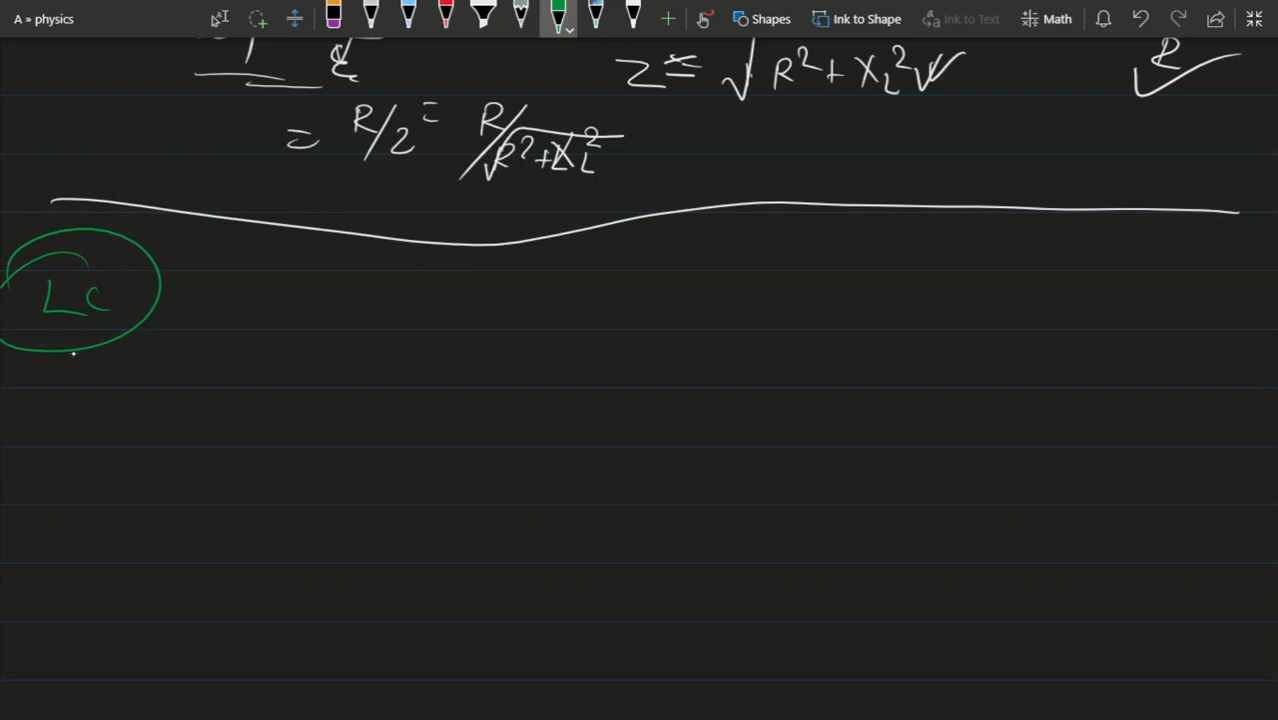 A » physics
Shapes
Ink to Shape
Ink to Text
Math
Z = √R² + X_L²
R
= R/2 = R/√R² + X_L²
LC